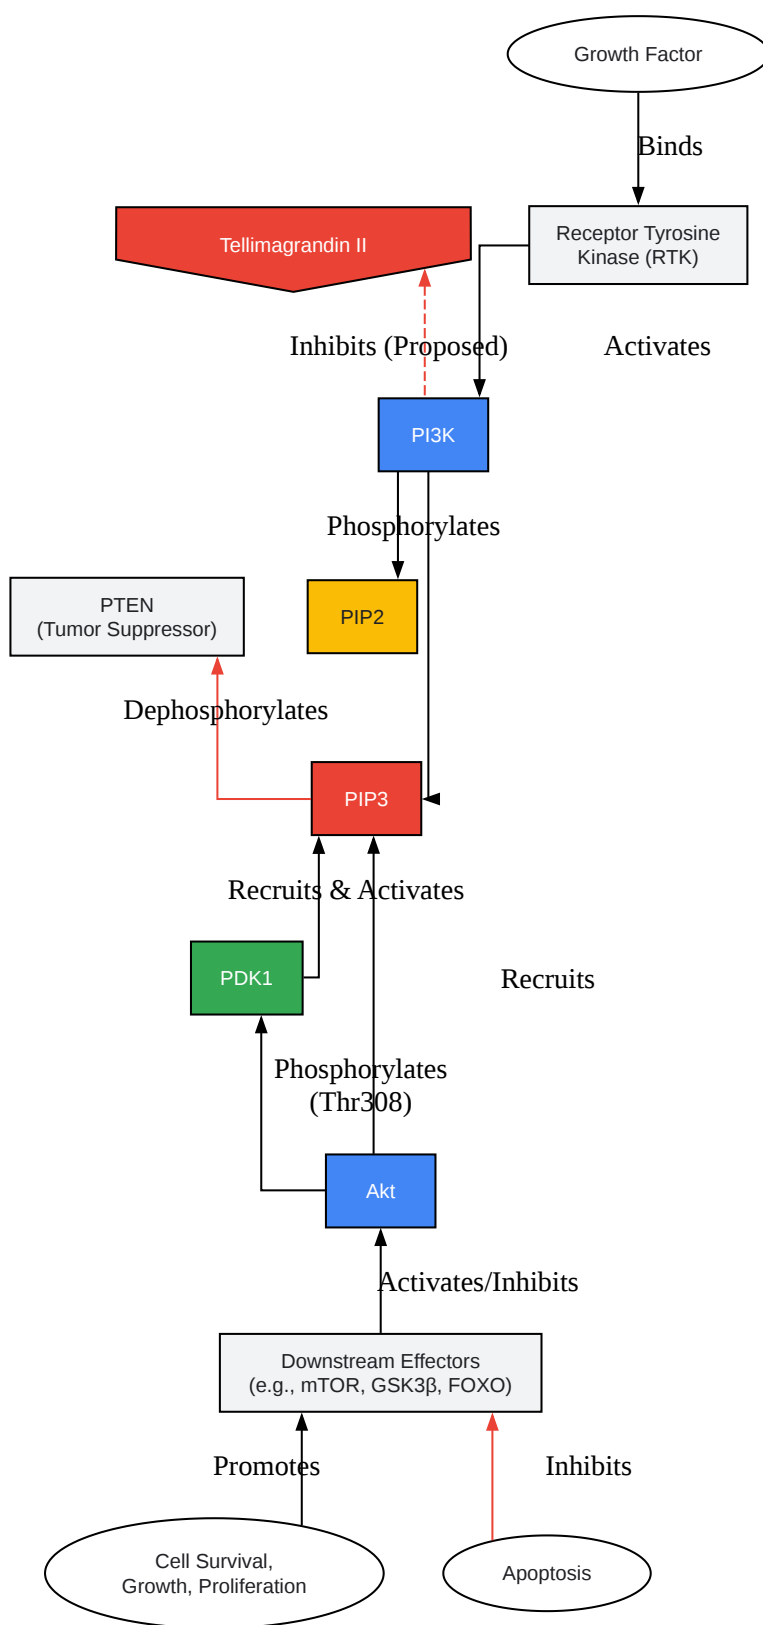 Growth Factor
Binds
Tellimagrandin II
Receptor Tyrosine
Kinase (RTK)
Inhibits (Proposed)
Activates
PI3K
Phosphorylates
PTEN
(Tumor Suppressor)
PIP2
Dephosphorylates
PIP3
Recruits & Activates
PDK1
Recruits
Phosphorylates
(Thr308)
Akt
Activates/Inhibits
Downstream Effectors
(e.g., mTOR, GSK3β, FOXO)
Promotes
Inhibits
Cell Survival,
Growth, Proliferation
Apoptosis